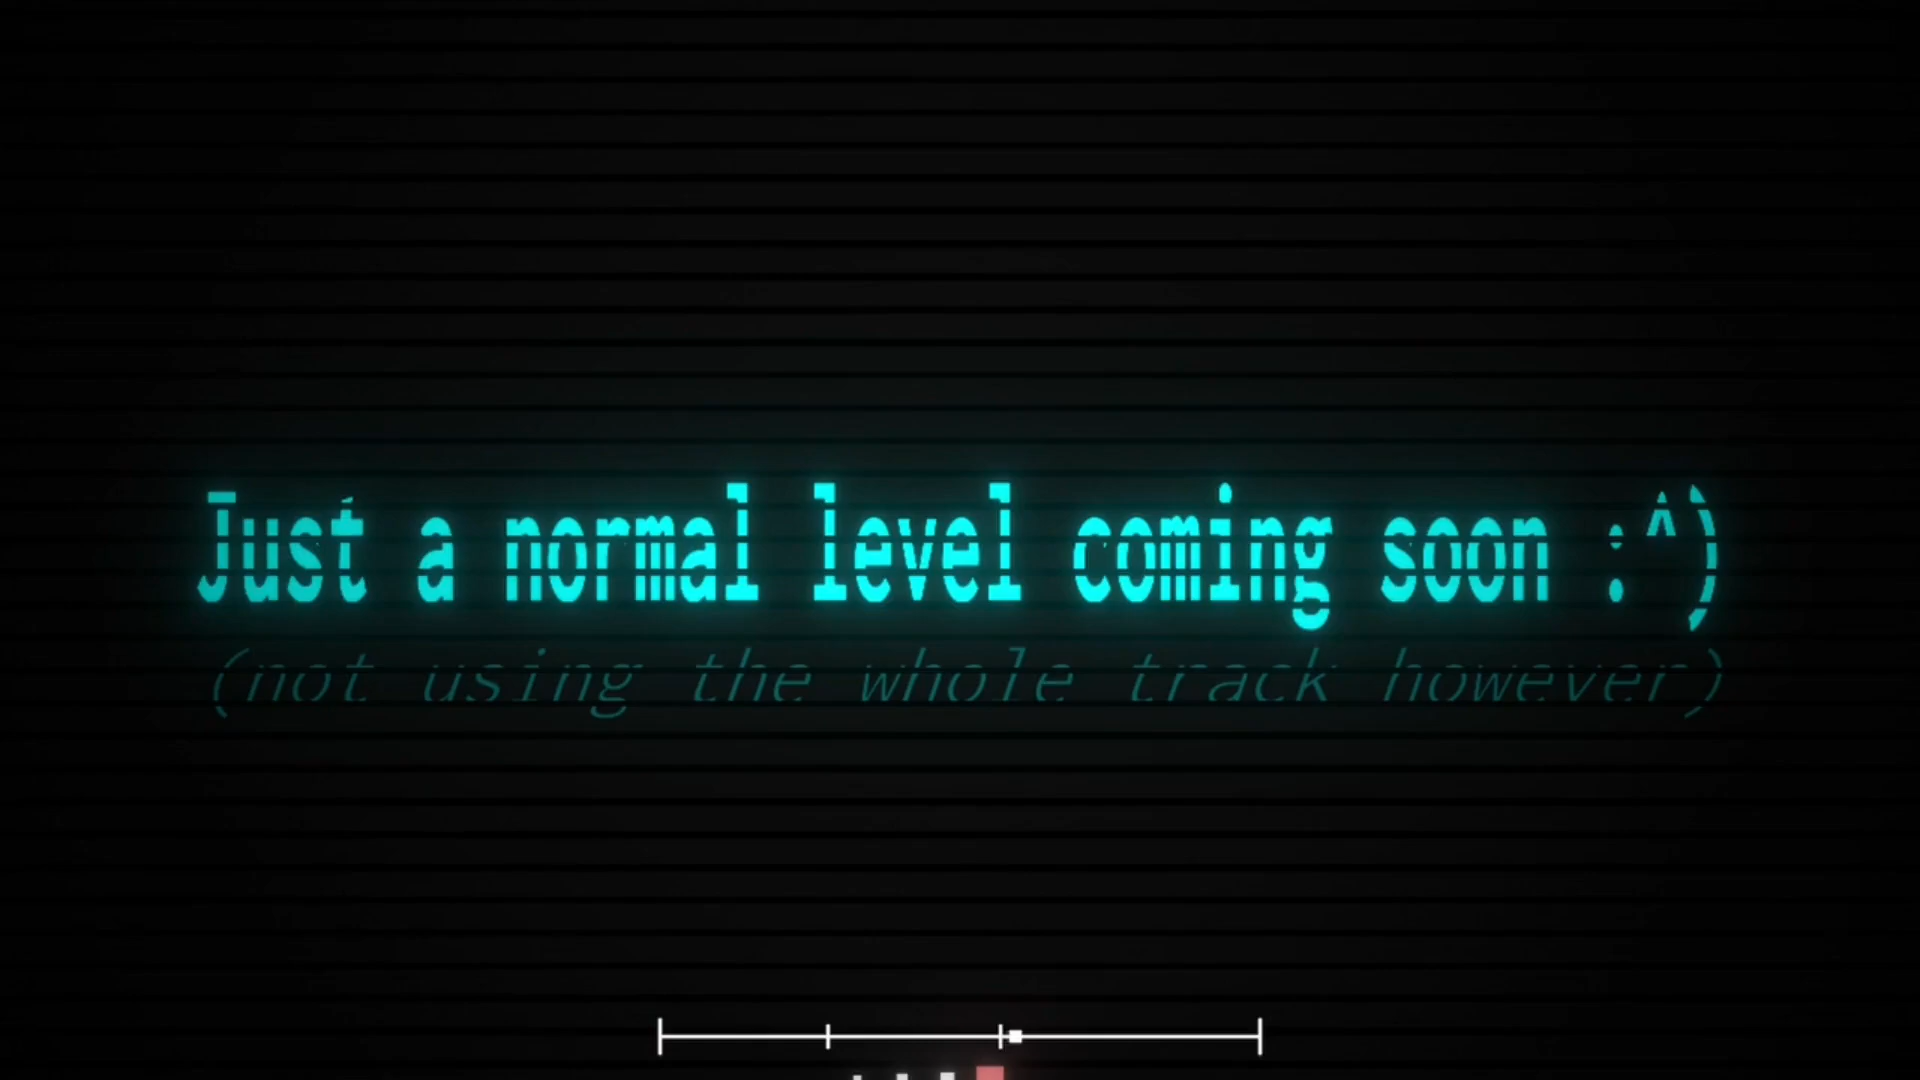 Just a normal level coming soon :^)
(not using the whole track however)